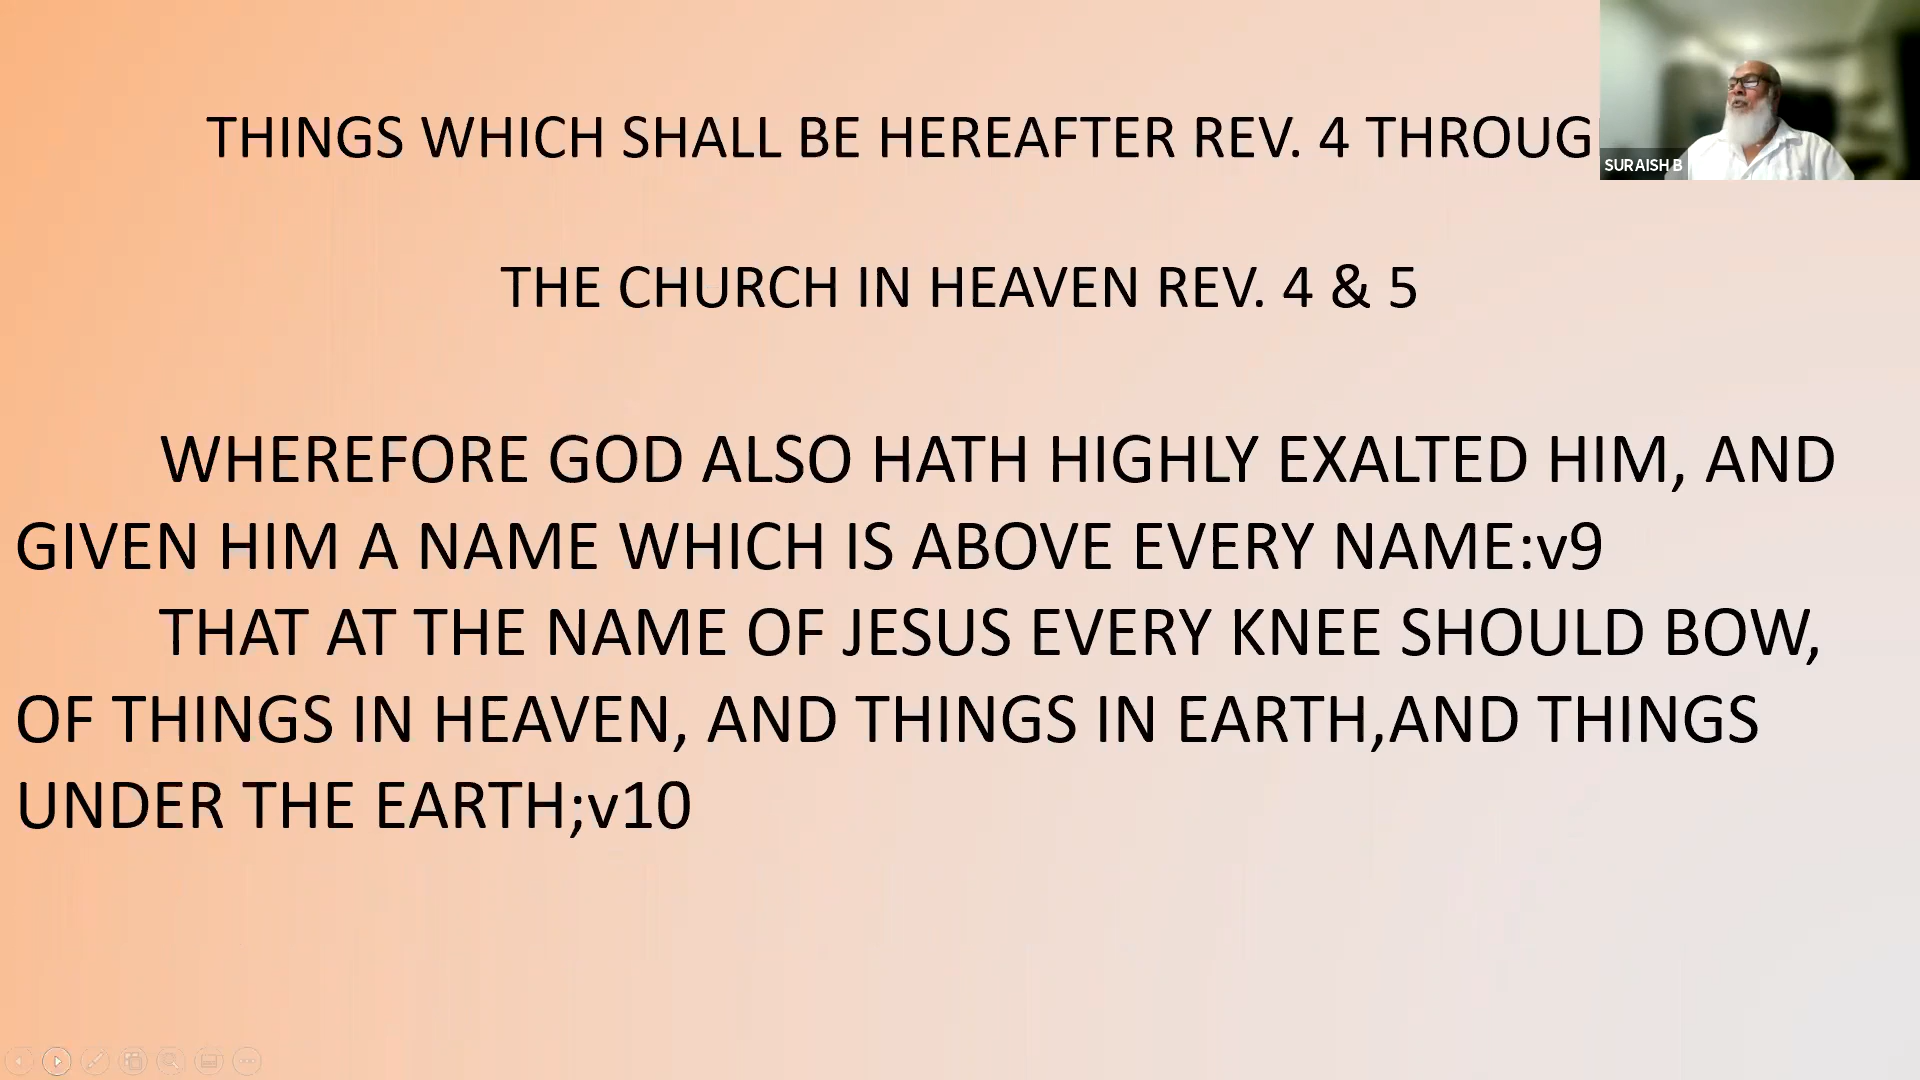 THINGS WHICH SHALL BE HEREAFTER REV. 4
SURAISH B
THE CHURCH IN HEAVEN REV. 4 & 5
WHEREFORE GOD ALSO HATH HIGHLY EXALTED HIM, AND
GIVEN HIM A NAME WHICH IS ABOVE EVERY NAME:v9
THAT AT THE NAME OF JESUS EVERY KNEE SHOULD BOW,
OF THINGS IN HEAVEN, AND THINGS IN EARTH,AND THINGS
UNDER THE EARTH;v10